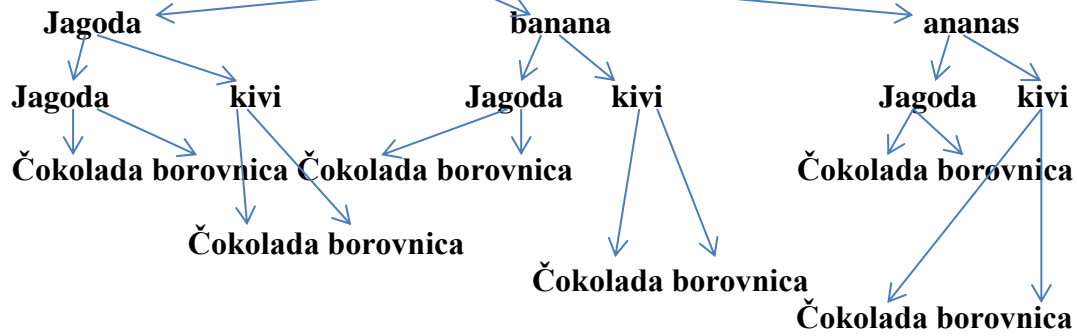 Jagoda banana ananas
Jagoda kivi Jagoda kivi Jagoda kivi
Čokolada borovnica Čokolada borovnica Čokolada borovnica
Čokolada borovnica
Čokolada borovnica
Čokolada borovnica